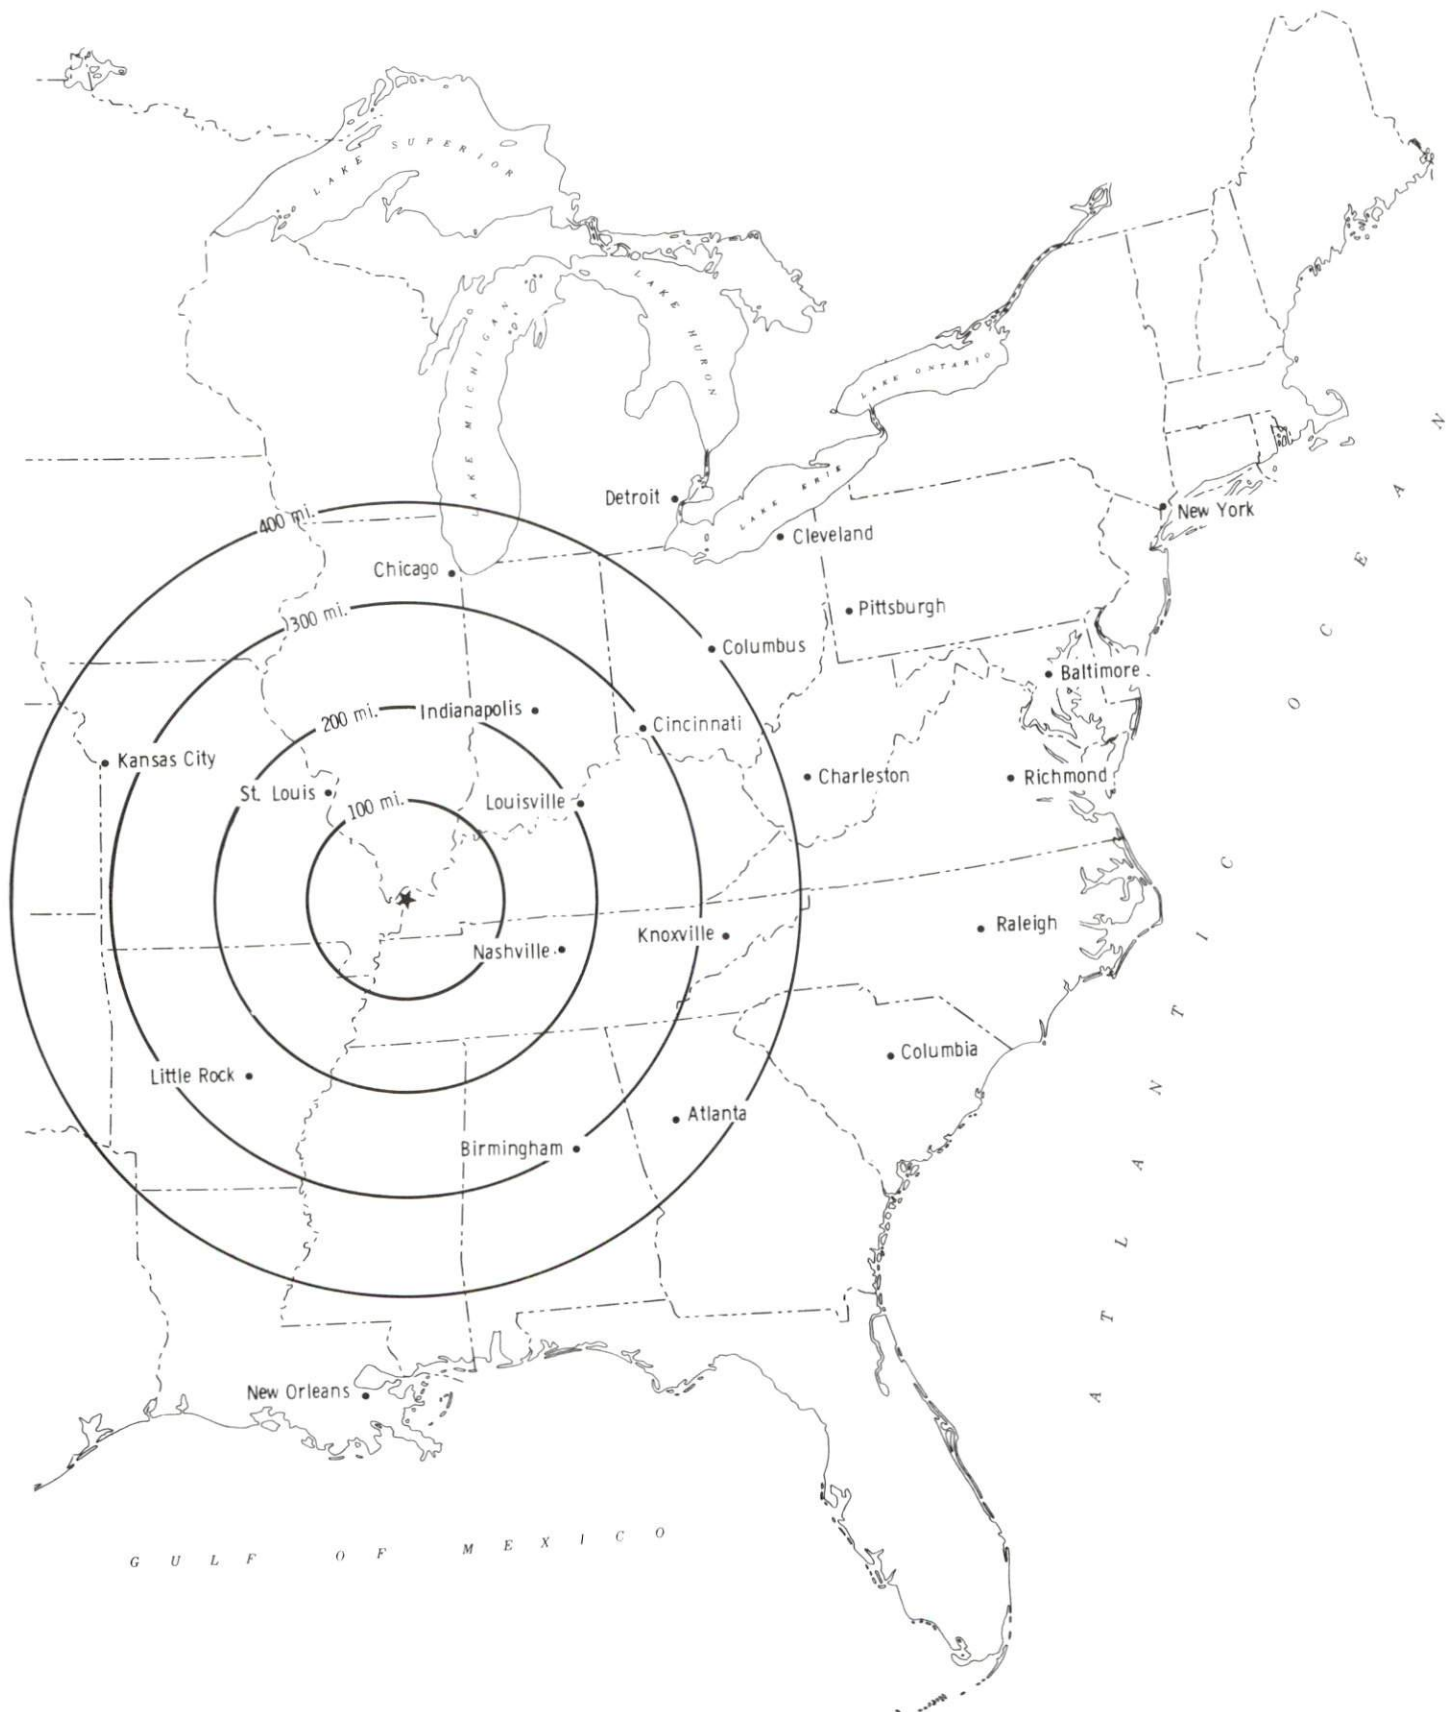 LAKE SUPERIOR
LAKE MICHIGAN
LAKE HURON
LAKE ONTARIO
LAKE ERIE
Detroit
New York
400 mi.
Cleveland
Chicago
Pittsburgh
300 mi.
Columbus
Baltimore
200 mi.
Indianapolis
Cincinnati
Kansas City
Charleston
Richmond
St. Louis
100 mi.
Louisville
Raleigh
Knoxville
Nashville
Columbia
Little Rock
Atlanta
Birmingham
New Orleans
ATLANTIC OCEAN
GULF OF MEXICO